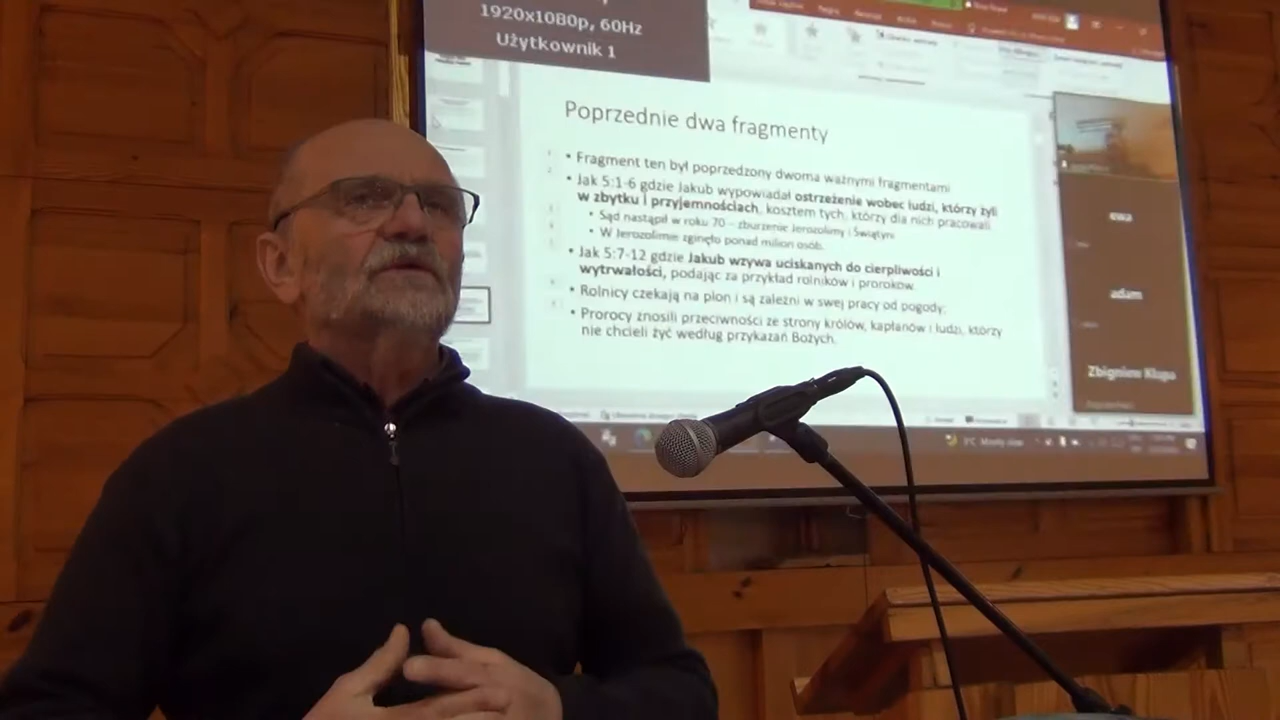 1920x1080p, 60Hz
Użytkownik 1
Poprzednie dwa fragmenty
• Fragment ten był poprzedzony dwoma ważnymi fragmentami
• Jak 5:1-6 gdzie Jakub wypowiadał ostrzeżenie wobec ludzi, którzy żyli
w zbytku i przyjemnościach, kosztem tych, którzy dla nich pracowali.
• Sąd nastąpił w roku 70 – zburzenie Jerozolimy i Świątyni
• W Jerozolimie zginęło ponad milion osób.
• Jak 5:7-12 gdzie Jakub wzywa uciskanych do cierpliwości i
wytrwałości, podając za przykład rolników i proroków.
• Rolnicy czekają na plon i są zależni w swej pracy od pogody;
• Prorocy znosili przeciwności ze strony królów, kapłanów i ludzi, którzy
nie chcieli żyć według przykazań Bożych.
ewa
adam
Zbigniew Kłapa